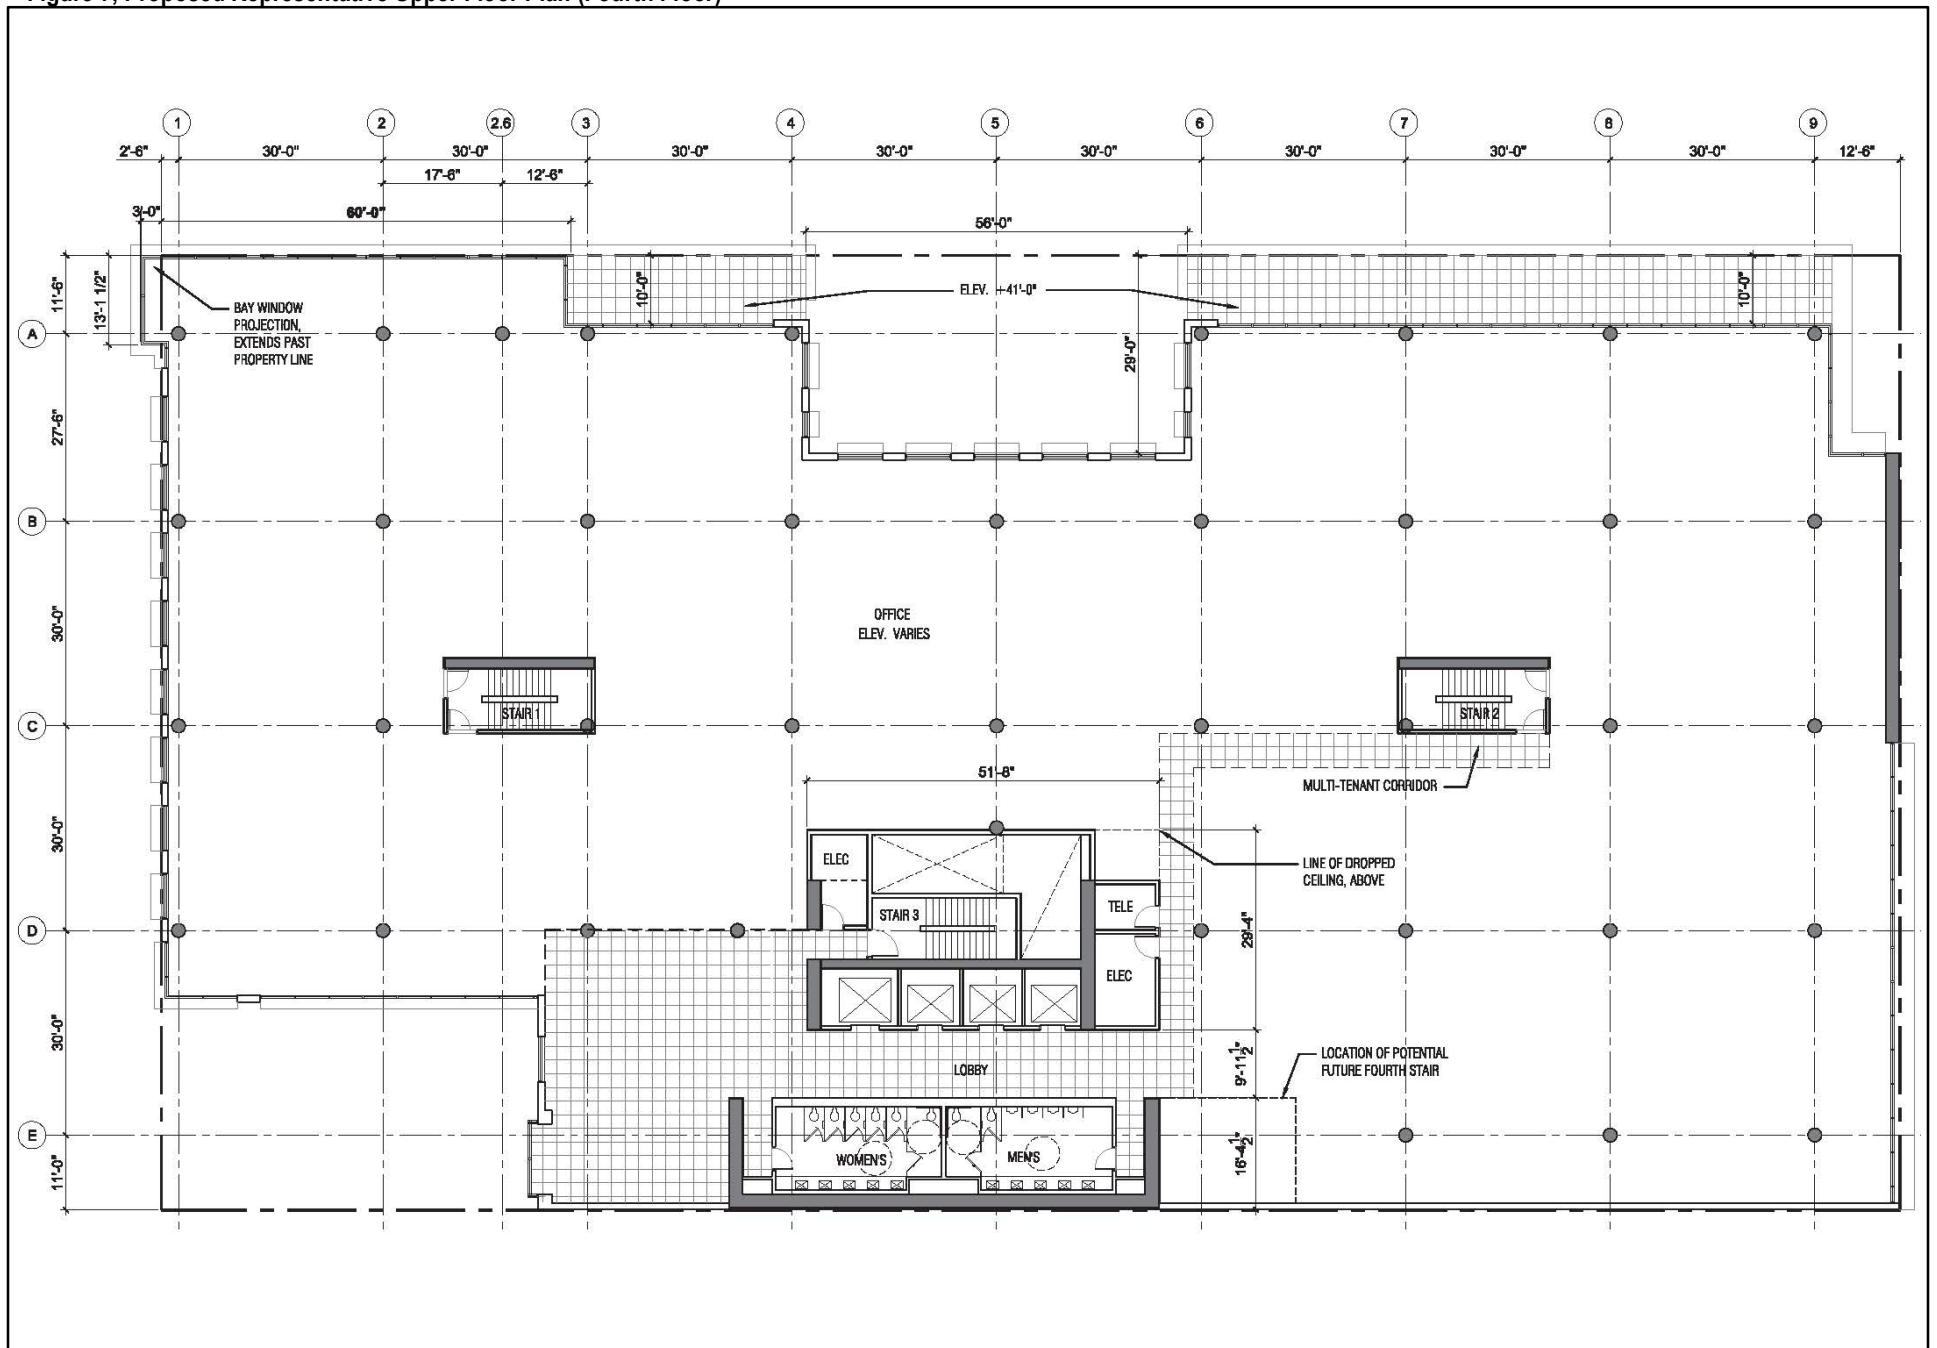 Figure 7, Proposed Representative Upper Floor Plan (Fourth Floor)
1 2 2.6 3 4 5 6 7 8 9
2'-6" 30'-0" 30'-0" 30'-0" 30'-0" 30'-0" 30'-0" 30'-0" 30'-0" 12'-6"
17'-6" 12'-6"
3'-0" 60'-0" 56'-0"
11'-6"
13'-1 1/2"
10'-0"
ELEV. +41'-0"
10'-0"
BAY WINDOW
PROJECTION,
EXTENDS PAST
PROPERTY LINE
A
29'-0"
27'-6"
B
30'-0"
OFFICE
ELEV. VARIES
STAIR 1
STAIR 2
C
51'-8"
MULTI-TENANT CORRIDOR
30'-0"
ELEC
LINE OF DROPPED
CEILING, ABOVE
TELE
STAIR 3
D
29'-4"
ELEC
30'-0"
LOBBY
9'-11 1/2"
LOCATION OF POTENTIAL
FUTURE FOURTH STAIR
E
WOMEN'S
MEN'S
16'-4 1/2"
11'-0"